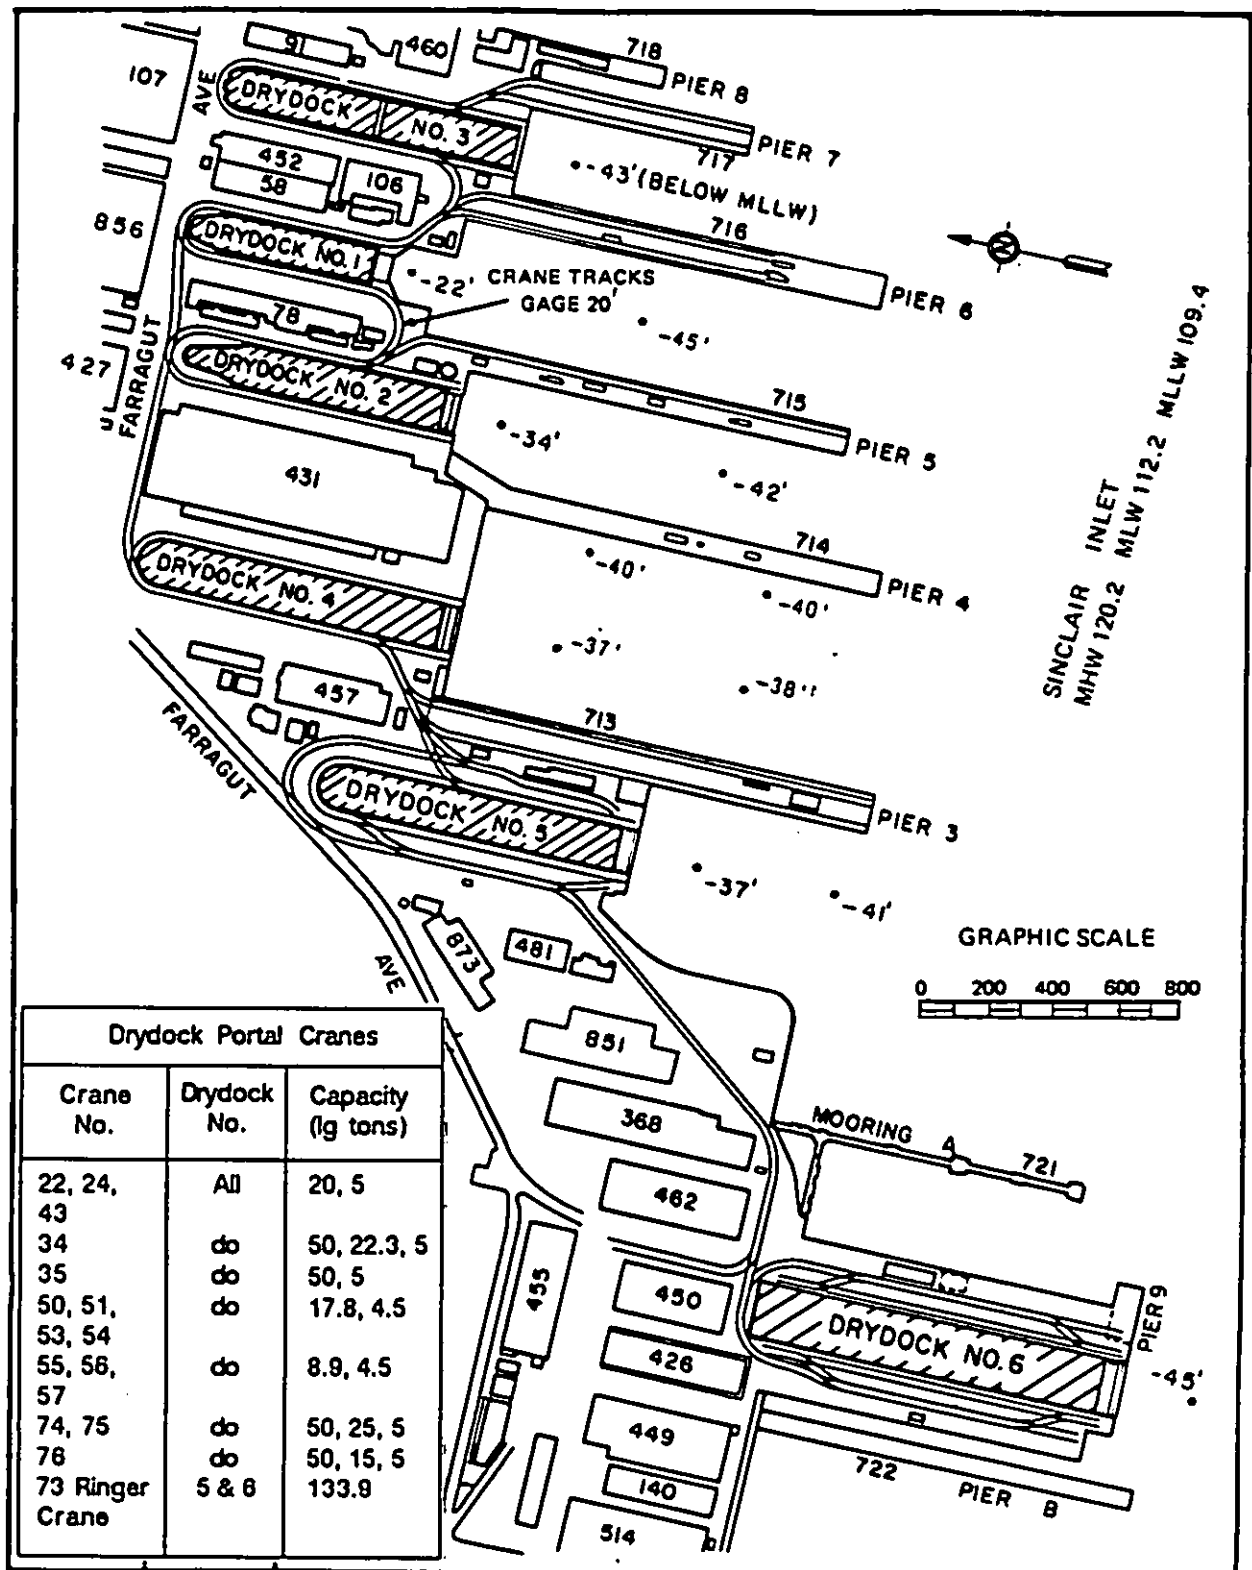 91
460
718
107
PIER 8
AVE
DRYDOCK NO. 3
PIER 7
717
452
58
106
-43' (BELOW MLLW)
716
856
DRYDOCK NO. 1
-22'
CRANE TRACKS
GAGE 20'
PIER 6
78
-45'
427
FARRAGUT
DRYDOCK NO. 2
715
-34'
PIER 5
431
-42'
SINCLAIR INLET
MHW 120.2 MLW 112.2 MLLW 109.4
714
-40'
-40'
PIER 4
DRYDOCK NO. 4
-37'
-38'
457
713
FARRAGUT
AVE
DRYDOCK NO. 5
PIER 3
-37'
-41'
873
481
GRAPHIC SCALE
0 200 400 600 800
851
368
MOORING A 721
462
455
450
DRYDOCK NO. 6
PIER 9
-45'
426
449
722
140
PIER B
514
Drydock Portal Cranes
Crane No. Drydock No. Capacity (lg tons)
22, 24, 43 All 20, 5
34 do 50, 22.3, 5
35 do 50, 5
50, 51, 53, 54 do 17.8, 4.5
55, 56, 57 do 8.9, 4.5
74, 75 do 50, 25, 5
76 do 50, 15, 5
73 Ringer Crane 5 & 6 133.9